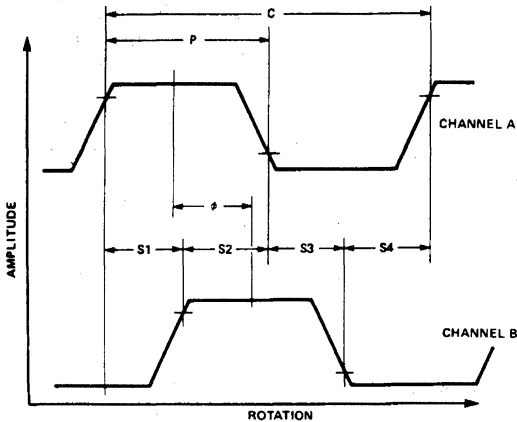 C
P
CHANNEL A
ø
S1 S2 S3 S4
AMPLITUDE
CHANNEL B
ROTATION